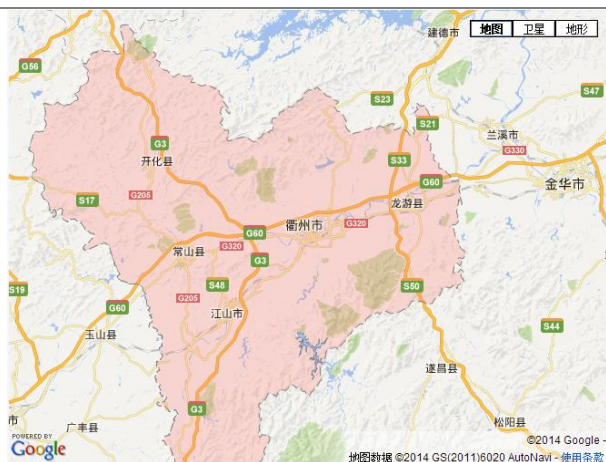 建德市
地图 卫星 地形
G56
S23
S47
S21
兰溪市
G3
G330
S33
开化县
G60
金华市
S17
G205
龙游县
衢州市
G320
G60
G320
常山县
G3
S48
S50
S19
G205
G60
江山市
S44
玉山县
遂昌县
G3
松阳县
市
广丰县
©2014 Google -
POWERED BY
Google
地图数据 ©2014 GS(2011)6020 AutoNavi - 使用条款